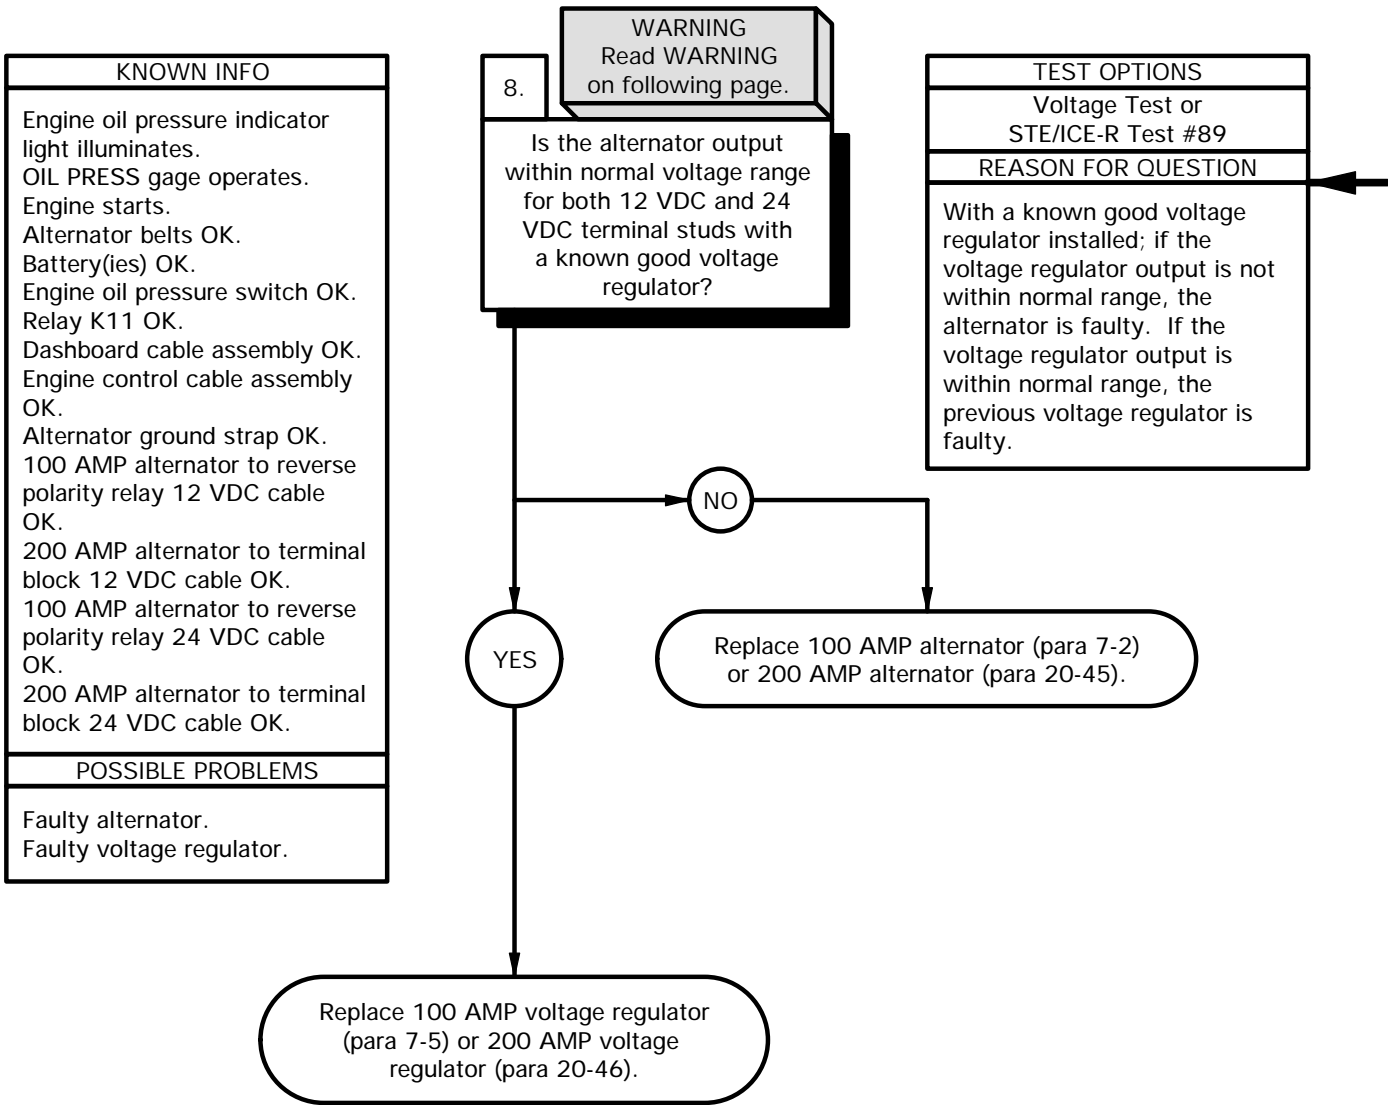 KNOWN INFO
Engine oil pressure indicator
light illuminates.
OIL PRESS gage operates.
Engine starts.
Alternator belts OK.
Battery(ies) OK.
Engine oil pressure switch OK.
Relay K11 OK.
Dashboard cable assembly OK.
Engine control cable assembly
OK.
Alternator ground strap OK.
100 AMP alternator to reverse
polarity relay 12 VDC cable
OK.
200 AMP alternator to terminal
block 12 VDC cable OK.
100 AMP alternator to reverse
polarity relay 24 VDC cable
OK.
200 AMP alternator to terminal
block 24 VDC cable OK.
POSSIBLE PROBLEMS
Faulty alternator.
Faulty voltage regulator.
WARNING
Read WARNING
on following page.
8.
Is the alternator output
within normal voltage range
for both 12 VDC and 24
VDC terminal studs with
a known good voltage
regulator?
TEST OPTIONS
Voltage Test or
STE/ICE-R Test #89
REASON FOR QUESTION
With a known good voltage
regulator installed; if the
voltage regulator output is not
within normal range, the
alternator is faulty.  If the
voltage regulator output is
within normal range, the
previous voltage regulator is
faulty.
NO
YES
Replace 100 AMP alternator (para 7-2)
or 200 AMP alternator (para 20-45).
Replace 100 AMP voltage regulator
(para 7-5) or 200 AMP voltage
regulator (para 20-46).